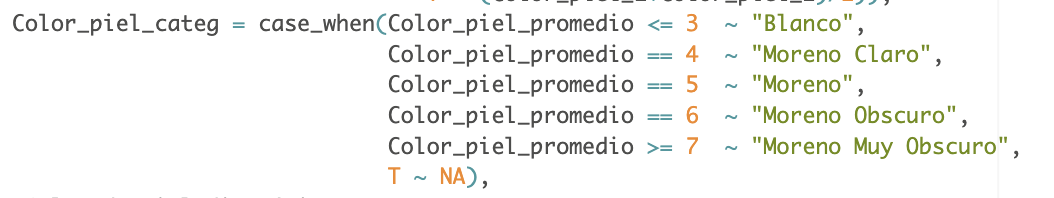 Color_piel_categ = case_when(Color_piel_promedio <= 3  ~ "Blanco",
Color_piel_promedio == 4  ~ "Moreno Claro",
Color_piel_promedio == 5  ~ "Moreno",
Color_piel_promedio == 6  ~ "Moreno Obscuro",
Color_piel_promedio >= 7  ~ "Moreno Muy Obscuro",
T ~ NA),